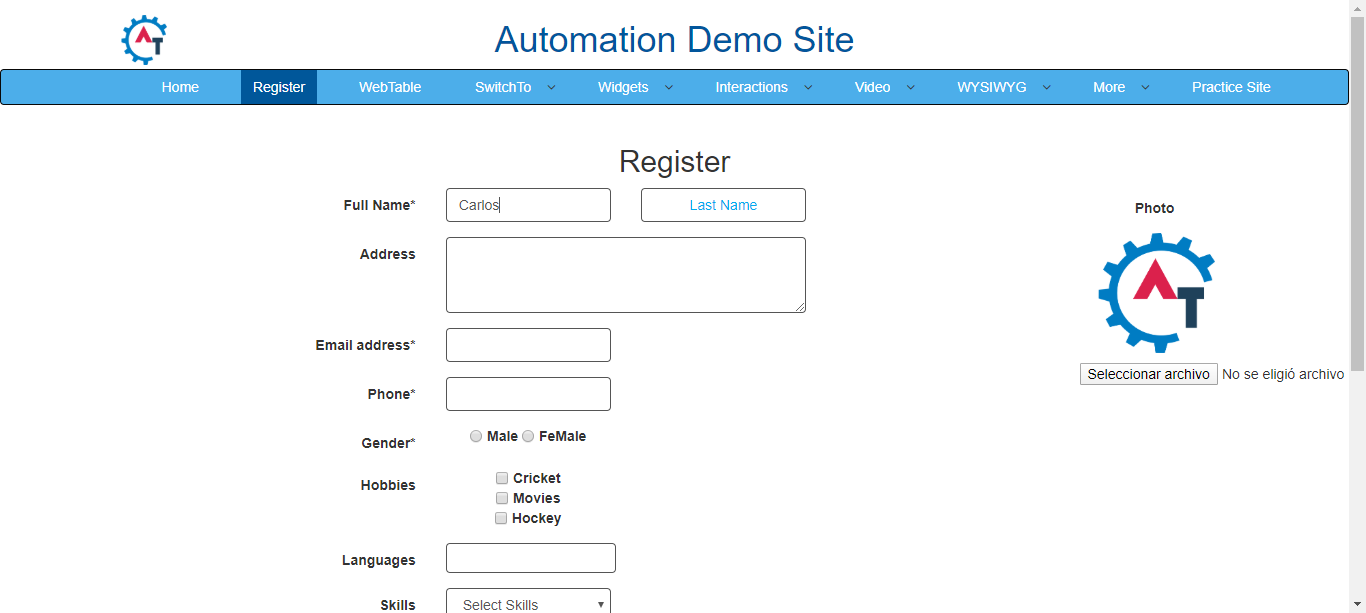 AT
Automation Demo Site
Home Register WebTable SwitchTo Widgets Interactions Video WYSIWYG More Practice Site
Register
Full Name* Carlos Last Name
Photo
Address
AT
Email address*
Seleccionar archivo No se eligió archivo
Phone*
Gender* Male FeMale
Hobbies Cricket
Movies
Hockey
Languages
Skills Select Skills